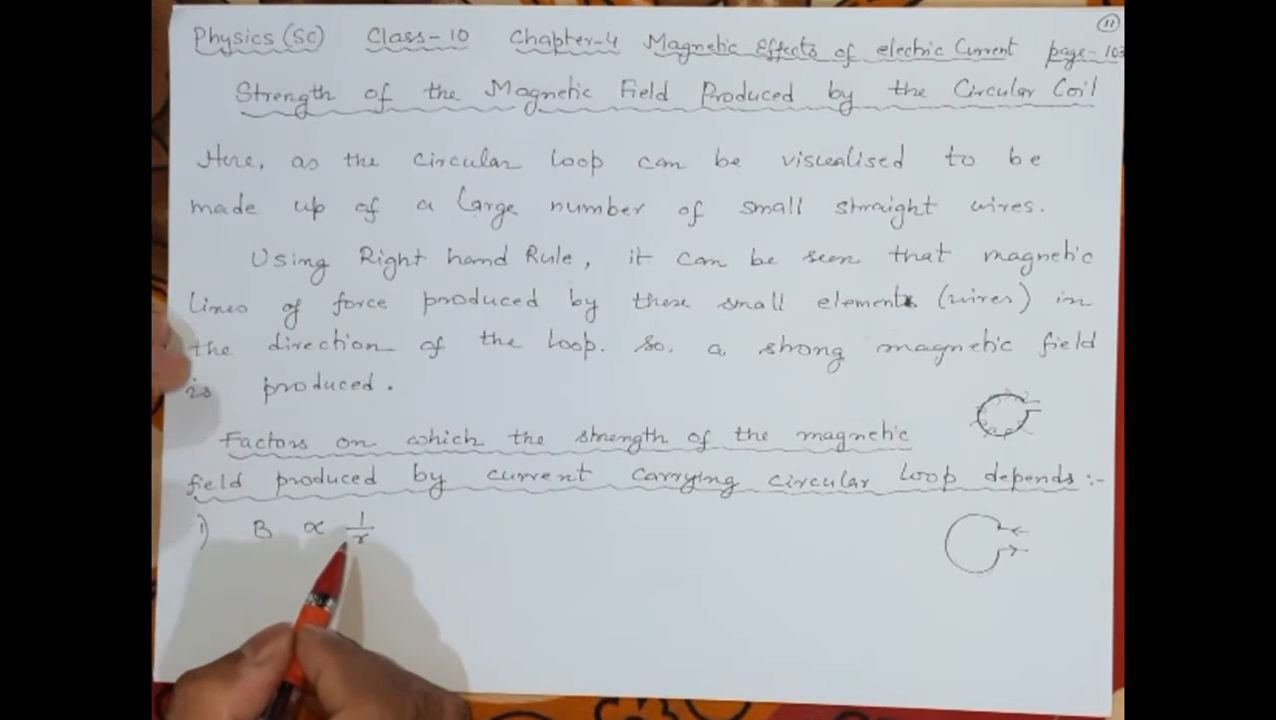 11
Physics (SC) Class-10 Chapter-4 Magnetic Effects of electric Current page-103
Strength of the Magnetic Field Produced by the Circular Coil
Here, as the circular loop can be visualised to be
made up of a large number of small straight wires.
Using Right hand Rule, it can be seen that magnetic
lines of force produced by these small elements (wires) in
the direction of the loop. So, a strong magnetic field
is produced.
Factors on which the strength of the magnetic
field produced by current carrying circular loop depends :-
i) B ∝ 1/r